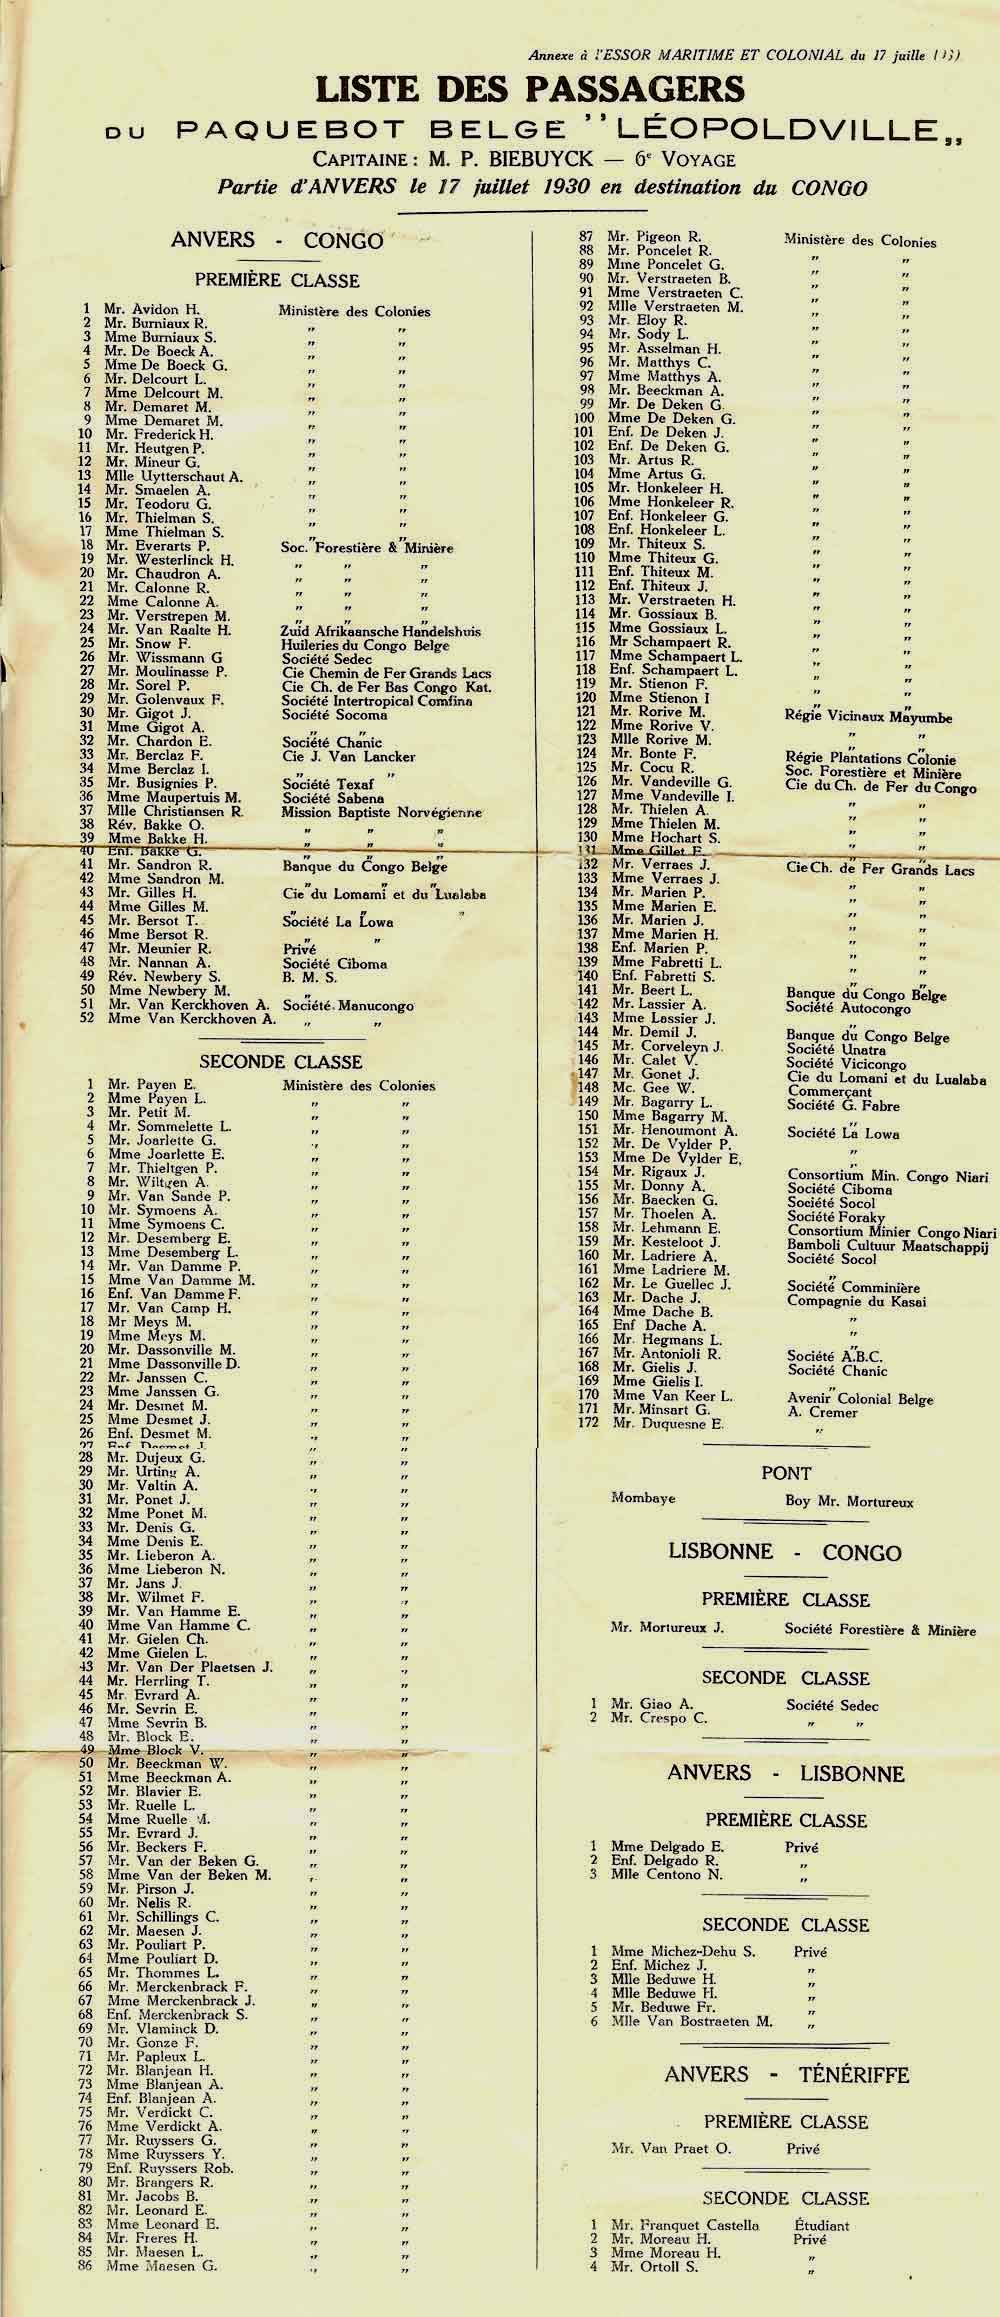 Annexe à l'ESSOR MARITIME ET COLONIAL du 17 juille
LISTE DES PASSAGERS
DU PAQUEBOT BELGE ''LÉOPOLDVILLE,,
CAPITAINE : M. P. BIEBUYCK — 6e VOYAGE
Partie d'ANVERS le 17 juillet 1930 en destination du CONGO
ANVERS - CONGO
PREMIÈRE CLASSE
1 Mr. Avidon H. Ministère des Colonies
2 Mr. Burniaux R. „ „
3 Mme Burniaux S. „ „
4 Mr. De Boeck A. „ „
5 Mme De Boeck G. „ „
6 Mr. Delcourt L. „ „
7 Mme Delcourt M. „ „
8 Mr. Demaret M. „ „
9 Mme Demaret M. „ „
10 Mr. Frederick H. „ „
11 Mr. Heutgen P. „ „
12 Mr. Mineur G. „ „
13 Mlle Uytterschaut A. „ „
14 Mr. Smaelen A. „ „
15 Mr. Teodoru G. „ „
16 Mr. Thielman S. „ „
17 Mme Thielman S. „ „
18 Mr. Everarts P. Soc. Forestière & Minière
19 Mr. Westerlinck H. „ „ „
20 Mr. Chaudron A. „ „ „
21 Mr. Calonne R. „ „ „
22 Mme Calonne A. „ „ „
23 Mr. Verstrepen M. „ „ „
24 Mr. Van Raalte H. Zuid Afrikaansche Handelshuis
25 Mr. Snow F. Huileries du Congo Belge
26 Mr. Wissmann G Société Sedec
27 Mr. Moulinasse P. Cie Chemin de Fer Grands Lacs
28 Mr. Sorel P. Cie Ch. de Fer Bas Congo Kat.
29 Mr. Golenvaux F. Société Intertropical Comfina
30 Mr. Gigot J. Société Socoma
31 Mme Gigot A. „ „
32 Mr. Chardon E. Société Chanic
33 Mr. Berclaz F. Cie J. Van Lancker
34 Mme Berclaz I. „ „
35 Mr. Busignies P. Société Texaf
36 Mme Maupertuis M. Société Sabena
37 Mlle Christiansen R. Mission Baptiste Norvégienne
38 Rév. Bakke O. „ „ „
39 Mme Bakke H. „ „ „
40 Enf. Bakke G. „ „ „
41 Mr. Sandron R. Banque du Congo Belge
42 Mme Sandron M. „ „ „
43 Mr. Gilles H. Cie du Lomami et du Lualaba
44 Mme Gilles M. „ „ „
45 Mr. Bersot T. Société La Lowa
46 Mme Bersot R. „ „
47 Mr. Meunier R. Privé
48 Mr. Nannan A. Société Ciboma
49 Rév. Newbery S. B. M. S.
50 Mme Newbery M. „
51 Mr. Van Kerckhoven A. Société. Manucongo
52 Mme Van Kerckhoven A. „ „
SECONDE CLASSE
1 Mr. Payen E. Ministère des Colonies
2 Mme Payen L. „ „
3 Mr. Petit M. „ „
4 Mr. Sommelette L. „ „
5 Mr. Joarlette G. „ „
6 Mme Joarlette E. „ „
7 Mr. Thieltgen P. „ „
8 Mr. Wiltgen A. „ „
9 Mr. Van Sande P. „ „
10 Mr. Symoens A. „ „
11 Mme Symoens C. „ „
12 Mr. Desemberg E. „ „
13 Mme Desemberg L. „ „
14 Mr. Van Damme P. „ „
15 Mme Van Damme M. „ „
16 Enf. Van Damme F. „ „
17 Mr. Van Camp H. „ „
18 Mr Meys M. „ „
19 Mme Meys M. „ „
20 Mr. Dassonville M. „ „
21 Mme Dassonville D. „ „
22 Mr. Janssen C. „ „
23 Mme Janssen G. „ „
24 Mr. Desmet M. „ „
25 Mme Desmet J. „ „
26 Enf. Desmet M. „ „
27 Enf. Desmet J. „ „
28 Mr. Dujeux G. „ „
29 Mr. Urting A. „ „
30 Mr. Valtin A. „ „
31 Mr. Ponet J. „ „
32 Mme Ponet M. „ „
33 Mr. Denis G. „ „
34 Mme Denis E. „ „
35 Mr. Lieberon A. „ „
36 Mme Lieberon N. „ „
37 Mr. Jans J. „ „
38 Mr. Wilmet F. „ „
39 Mr. Van Hamme E. „ „
40 Mme Van Hamme C. „ „
41 Mr. Gielen Ch. „ „
42 Mme Gielen L. „ „
43 Mr. Van Der Plaetsen J. „ „
44 Mr. Herrling T. „ „
45 Mr. Evrard A. „ „
46 Mr. Sevrin E. „ „
47 Mme Sevrin B. „ „
48 Mr. Block E. „ „
49 Mme Block V. „ „
50 Mr. Beeckman W. „ „
51 Mme Beeckman A. „ „
52 Mr. Blavier E. „ „
53 Mr. Ruelle L. „ „
54 Mme Ruelle M. „ „
55 Mr. Evrard J. „ „
56 Mr. Beckers F. „ „
57 Mr. Van der Beken G. „ „
58 Mme Van der Beken M. „ „
59 Mr. Pirson J. „ „
60 Mr. Nelis R. „ „
61 Mr. Schillings C. „ „
62 Mr. Maesen J. „ „
63 Mr. Pouliart P. „ „
64 Mme Pouliart D. „ „
65 Mr. Thommes L. „ „
66 Mr. Merckenbrack F. „ „
67 Mme Merckenbrack J. „ „
68 Enf. Merckenbrack S. „ „
69 Mr. Vlaminck D. „ „
70 Mr. Gonze F. „ „
71 Mr. Papleux L. „ „
72 Mr. Blanjean H. „ „
73 Mme Blanjean A. „ „
74 Enf. Blanjean A. „ „
75 Mr. Verdickt C. „ „
76 Mme Verdickt A. „ „
77 Mr. Ruyssers G. „ „
78 Mme Ruyssers Y. „ „
79 Enf. Ruyssers Rob. „ „
80 Mr. Brangers R. „ „
81 Mr. Jacobs B. „ „
82 Mr. Leonard E. „ „
83 Mme Leonard E. „ „
84 Mr. Freres H. „ „
85 Mr. Maesen L. „ „
86 Mme Maesen G. „ „
87 Mr. Pigeon R. Ministère des Colonies
88 Mr. Poncelet R. „ „
89 Mme Poncelet G. „ „
90 Mr. Verstraeten B. „ „
91 Mme Verstraeten C. „ „
92 Mlle Verstraeten M. „ „
93 Mr. Eloy R. „ „
94 Mr. Sody L. „ „
95 Mr. Asselman H. „ „
96 Mr. Matthys C. „ „
97 Mme Matthys A. „ „
98 Mr. Beeckman A. „ „
99 Mr. De Deken G. „ „
100 Mme De Deken G. „ „
101 Enf. De Deken J. „ „
102 Enf. De Deken G. „ „
103 Mr. Artus R. „ „
104 Mme Artus G. „ „
105 Mr. Honkeleer H. „ „
106 Mme Honkeleer R. „ „
107 Enf. Honkeleer G. „ „
108 Enf. Honkeleer L. „ „
109 Mr. Thiteux S. „ „
110 Mme Thiteux G. „ „
111 Enf. Thiteux M. „ „
112 Enf. Thiteux J. „ „
113 Mr. Verstraeten H. „ „
114 Mr. Gossiaux B. „ „
115 Mme Gossiaux L. „ „
116 Mr Schampaert R. „ „
117 Mme Schampaert L. „ „
118 Enf. Schampaert L. „ „
119 Mr. Stienon F. „ „
120 Mme Stienon I „ „
121 Mr. Rorive M. Régie Vicinaux Mayumbe
122 Mme Rorive V. „ „
123 Mlle Rorive M. „ „
124 Mr. Bonte F. Régie Plantations Colonie
125 Mr. Cocu R. Soc. Forestière et Minière
126 Mr. Vandeville G. Cie du Ch. de Fer du Congo
127 Mme Vandeville I. „ „
128 Mr. Thielen A. „ „
129 Mme Thielen M. „ „
130 Mme Hochart S. „ „
131 Mme Gillet E. „ „
132 Mr. Verraes J. Cie Ch. de Fer Grands Lacs
133 Mme Verraes J. „ „
134 Mr. Marien P. „ „
135 Mme Marien E. „ „
136 Mr. Marien J. „ „
137 Mme Marien H. „ „
138 Enf. Marien P. „ „
139 Mme Fabretti L. „ „
140 Enf. Fabretti S. „ „
141 Mr. Beert L. Banque du Congo Belge
142 Mr. Lassier A. Société Autocongo
143 Mme Lassier J. „
144 Mr. Demil J. Banque du Congo Belge
145 Mr. Corveleyn J. Société Unatra
146 Mr. Calet V. Société Vicicongo
147 Mr. Gonet J. Cie du Lomani et du Lualaba
148 Mc. Gee W. Commerçant
149 Mr. Bagarry L. Société G. Fabre
150 Mme Bagarry M. „
151 Mr. Henoumont A. Société La Lowa
152 Mr. De Vylder P. „
153 Mme De Vylder E. „
154 Mr. Rigaux J. Consortium Min. Congo Niari
155 Mr. Donny A. Société Ciboma
156 Mr. Baecken G. Société Socol
157 Mr. Thoelen A. Société Foraky
158 Mr. Lehmann E. Consortium Minier Congo Niari
159 Mr. Kesteloot J. Bamboli Cultuur Maatschappij
160 Mr. Ladriere A. Société Socol
161 Mme Ladriere M. „
162 Mr. Le Guellec J. Société Comminière
163 Mr. Dache J. Compagnie du Kasai
164 Mme Dache B. „
165 Enf Dache A. „
166 Mr. Hegmans L. „
167 Mr. Antonioli R. Société A.B.C.
168 Mr. Gielis J. Société Chanic
169 Mme Gielis I. „
170 Mme Van Keer L. Avenir Colonial Belge
171 Mr. Minsart G. A. Cremer
172 Mr. Duquesne E. „
PONT
Mombaye Boy Mr. Mortureux
LISBONNE - CONGO
PREMIÈRE CLASSE
Mr. Mortureux J. Société Forestière & Minière
SECONDE CLASSE
1 Mr. Giao A. Société Sedec
2 Mr. Crespo C. „ „
ANVERS - LISBONNE
PREMIÈRE CLASSE
1 Mme Delgado E. Privé
2 Enf. Delgado R. „
3 Mlle Centono N. „
SECONDE CLASSE
1 Mme Michez-Dehu S. Privé
2 Enf. Michez J. „
3 Mlle Beduwe H. „
4 Mlle Beduwe H. „
5 Mr. Beduwe Fr. „
6 Mlle Van Bostraeten M. „
ANVERS - TÉNÉRIFFE
PREMIÈRE CLASSE
Mr. Van Praet O. Privé
SECONDE CLASSE
1 Mr. Franquet Castella Étudiant
2 Mr. Moreau H. Privé
3 Mme Moreau H. „
4 Mr. Ortoll S. „